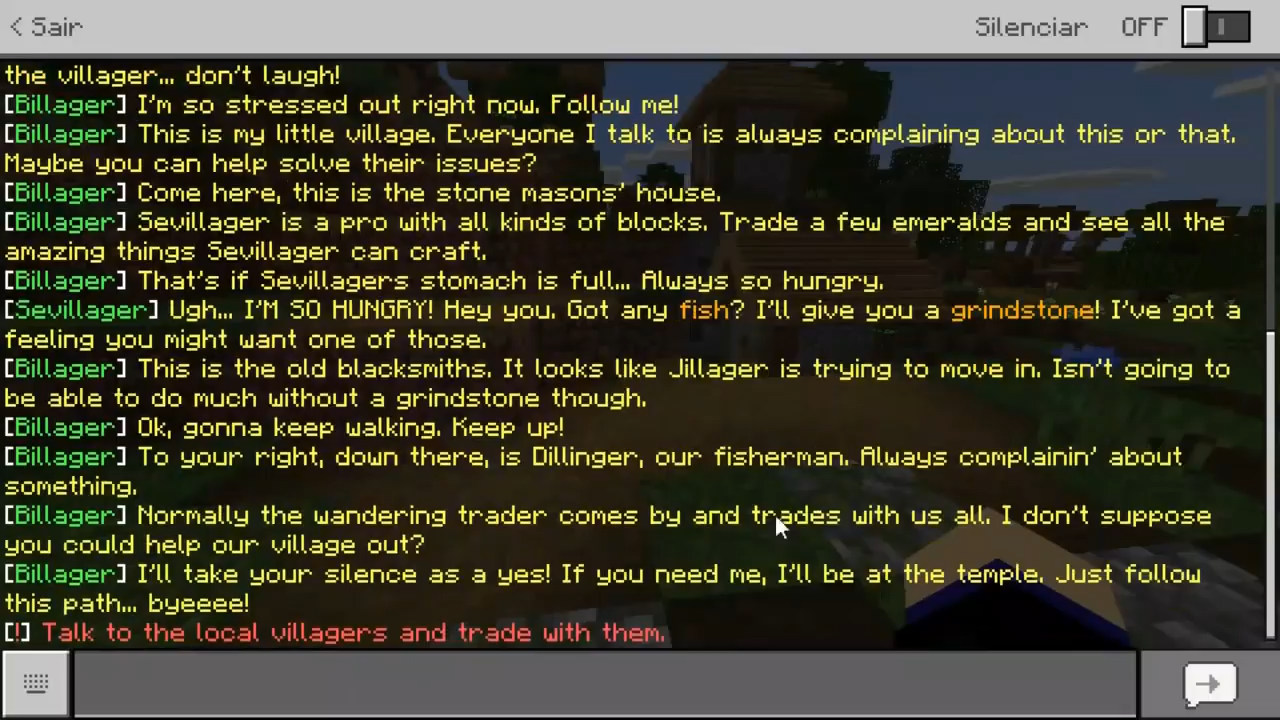 < Sair
Silenciar OFF
the villager... don't laugh!
[Billager] I'm so stressed out right now. Follow me!
[Billager] This is my little village. Everyone I talk to is always complaining about this or that.
Maybe you can help solve their issues?
[Billager] Come here, this is the stone masons' house.
[Billager] Sevillager is a pro with all kinds of blocks. Trade a few emeralds and see all the
amazing things Sevillager can craft.
[Billager] That's if Sevillagers stomach is full... Always so hungry.
[Sevillager] Ugh... I'M SO HUNGRY! Hey you. Got any fish? I'll give you a grindstone! I've got a
feeling you might want one of those.
[Billager] This is the old blacksmiths. It looks like Jillager is trying to move in. Isn't going to
be able to do much without a grindstone though.
[Billager] Ok, gonna keep walking. Keep up!
[Billager] To your right, down there, is Dillinger, our fisherman. Always complainin' about
something.
[Billager] Normally the wandering trader comes by and trades with us all. I don't suppose
you could help our village out?
[Billager] I'll take your silence as a yes! If you need me, I'll be at the temple. Just follow
this path... byeeee!
[!] Talk to the local villagers and trade with them.